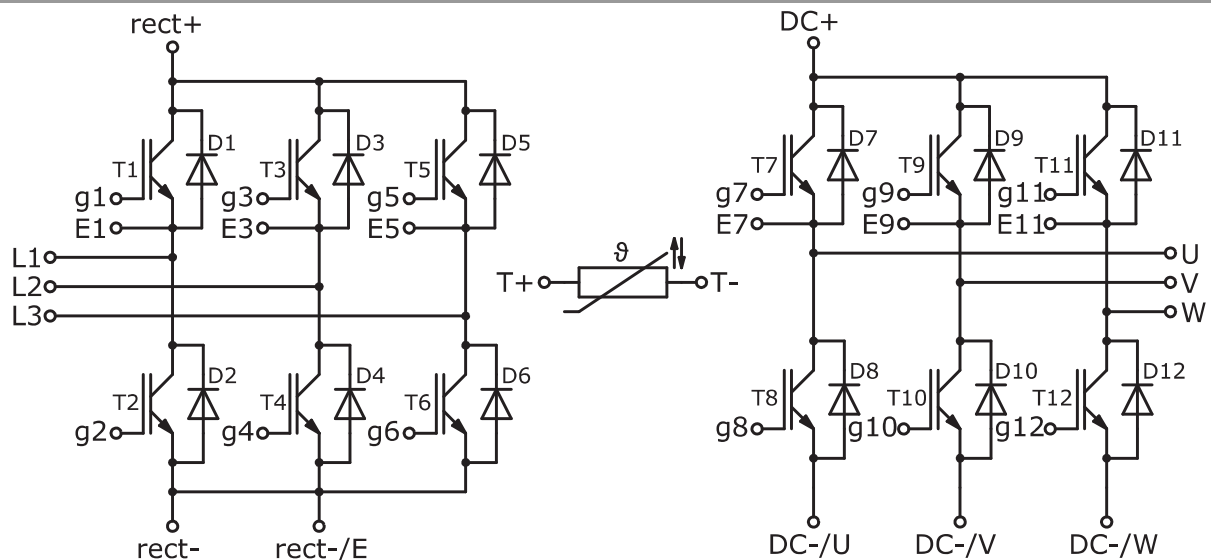 rect+
DC+
T1 D1 T3 D3 T5 D5
g1 g3 g5
E1 E3 E5
L1
L2
L3
T2 D2 T4 D4 T6 D6
g2 g4 g6
rect- rect-/E
T+ ϑ T-
T7 D7 T9 D9 T11 D11
g7 g9 g11
E7 E9 E11
U
V
W
T8 D8 T10 D10 T12 D12
g8 g10 g12
DC-/U DC-/V DC-/W